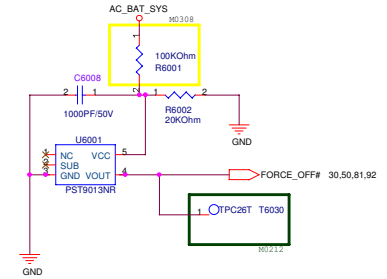 AC_BAT_SYS
M0308
1
100KOhm
R6001
2
C6008
2 1
1000PF/50V
1 2
R6002
20KOhm
GND
U6001
NC VCC 5
SUB
GND VOUT 4
PST9013NR
FORCE_OFF# 30,50,81,92
1 TPC26T T6030
M0212
GND